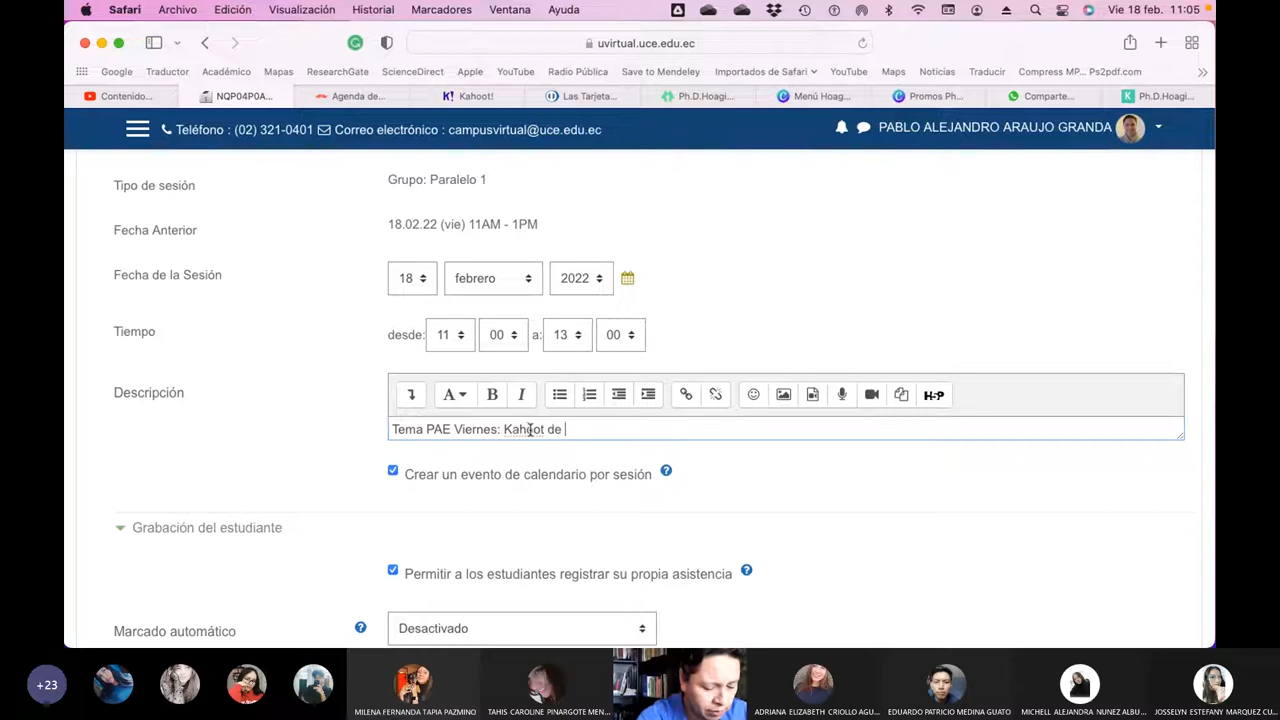 Safari Archivo Edición Visualización Historial Marcadores Ventana Ayuda Vie 18 feb. 11:05
uvirtual.uce.edu.ec
Google Traductor Académico Mapas ResearchGate ScienceDirect Apple YouTube Radio Pública Save to Mendeley Importados de Safari YouTube Maps Noticias Traducir Compress MP... Ps2pdf.com
Contenido... NQP04P0A... Agenda de... Kahoot! Las Tarjeta... Ph.D.Hoagi... Menú Hoag... Promos Ph... Comparte... Ph.D.Hoagi...
Teléfono : (02) 321-0401 Correo electrónico : campusvirtual@uce.edu.ec PABLO ALEJANDRO ARAUJO GRANDA
Tipo de sesión Grupo: Paralelo 1
Fecha Anterior 18.02.22 (vie) 11AM - 1PM
Fecha de la Sesión 18 febrero 2022
Tiempo desde: 11 00 a: 13 00
Descripción A B I H5P
Tema PAE Viernes: Kahoot de
Crear un evento de calendario por sesión
Grabación del estudiante
Permitir a los estudiantes registrar su propia asistencia
Marcado automático Desactivado
+23
MILENA FERNANDA TAPIA PAZMINO TAHIS CAROLINE PINARGOTE MEN... ADRIANA ELIZABETH CRIOLLO AGU... EDUARDO PATRICIO MEDINA GUATO MICHELL ALEJANDRA NUNEZ ALBU... JOSSELYN ESTEFANY MARQUEZ CU...